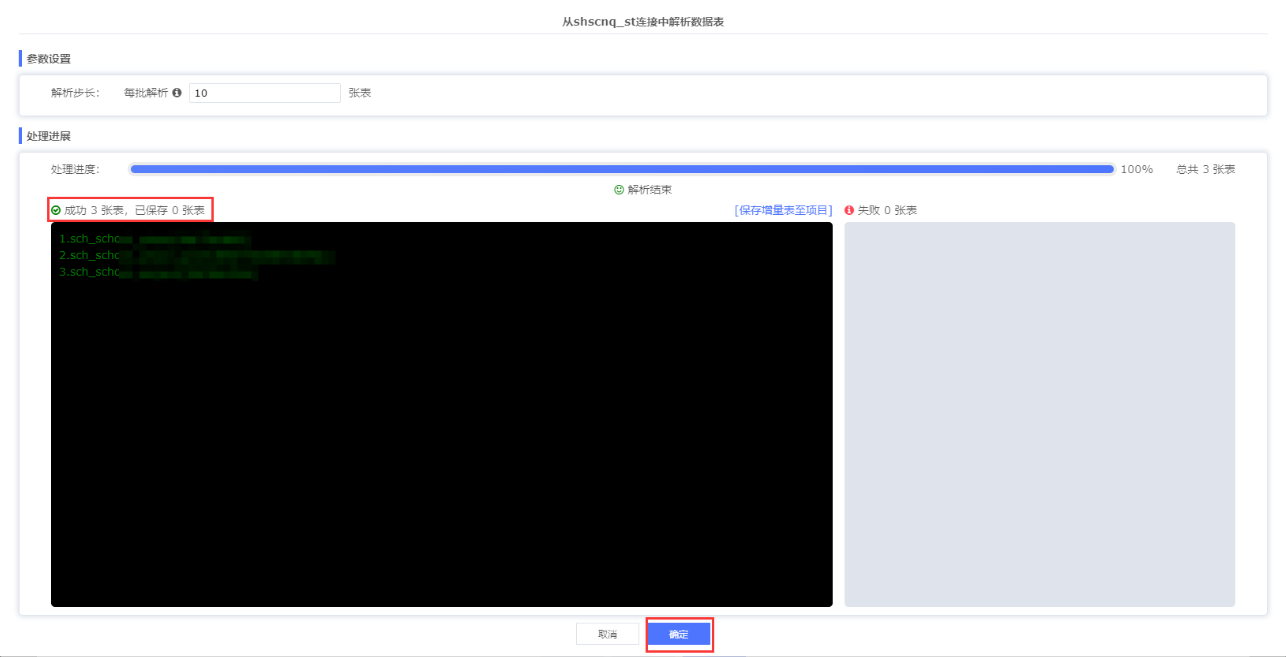 从shscnq_st连接中解析数据表
参数设置
解析步长： 每批解析 10 张表
处理进展
处理进度： 100% 总共 3 张表
解析结束
成功 3 张表，已保存 0 张表 [保存增量表至项目] 失败 0 张表
1.sch_scho
2.sch_scho
3.sch_scho
取消 确定